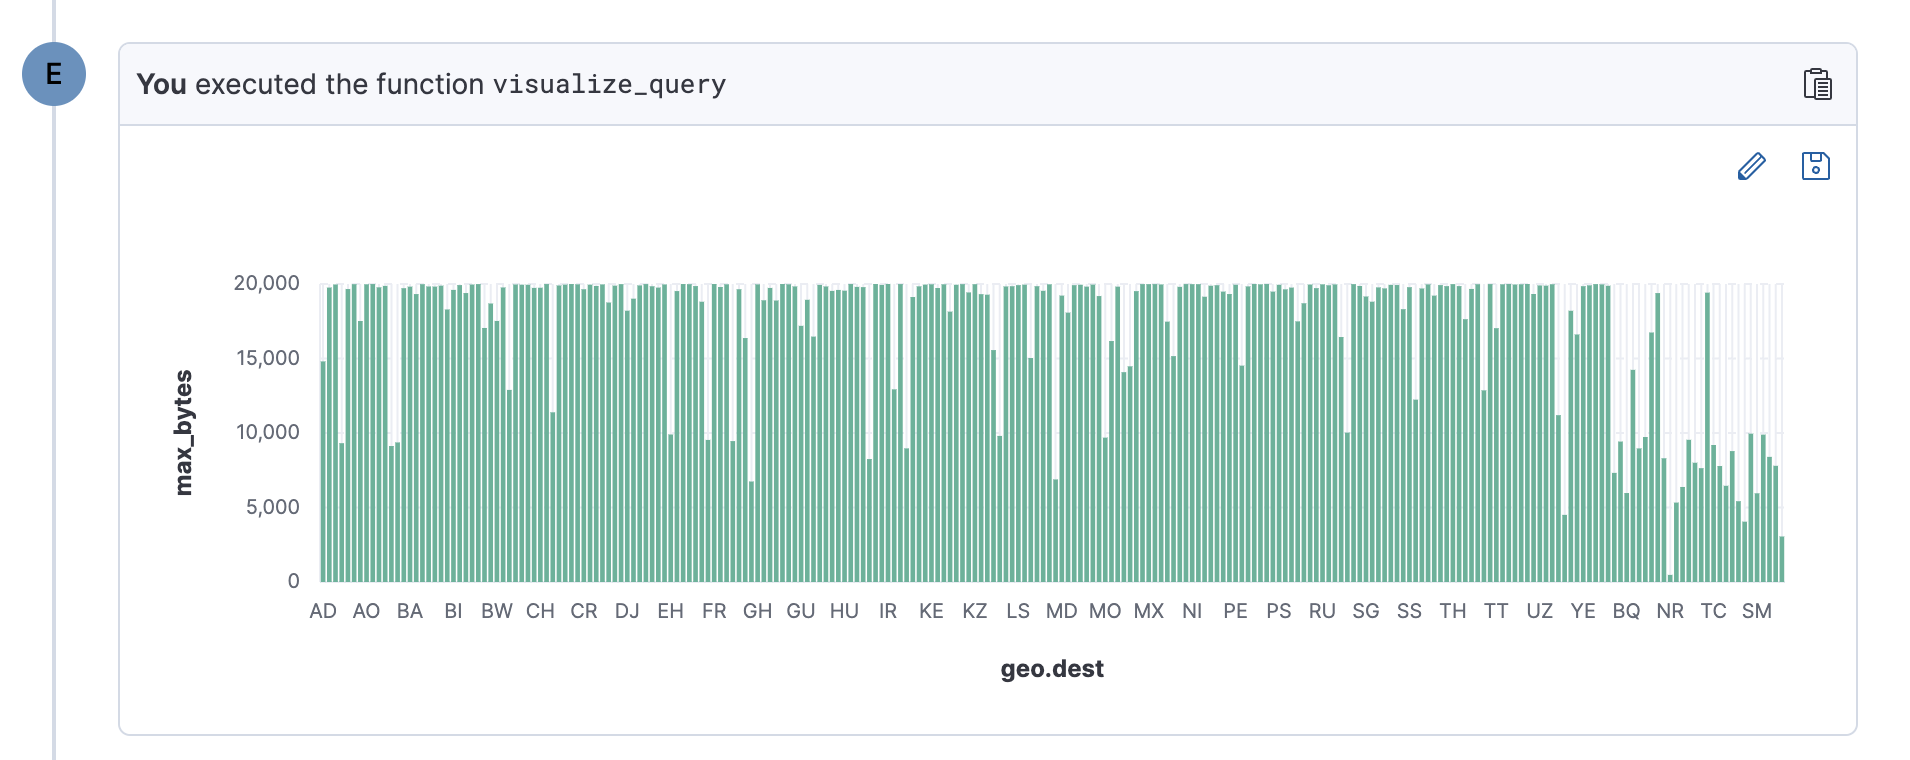 E
You executed the function visualize_query
max_bytes
20,000
15,000
10,000
5,000
0
AD AO BA BI BW CH CR DJ EH FR GH GU HU IR KE KZ LS MD MO MX NI PE PS RU SG SS TH TT UZ YE BQ NR TC SM
geo.dest